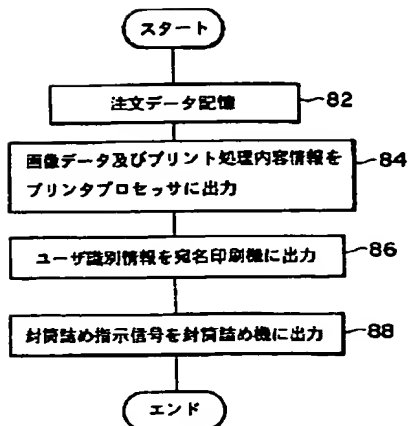 スタート
注文データ記憶
82
画像データ及びプリント処理内容情報を
プリンタプロセッサに出力
84
ユーザ識別情報を宛名印刷機に出力
86
封筒詰め指示信号を封筒詰め機に出力
88
エンド